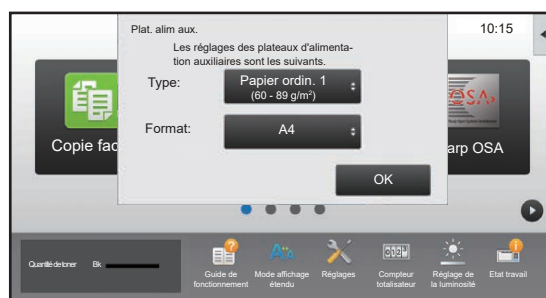 Plat. alim aux.
10:15
Les réglages des plateaux d'alimenta-
tion auxiliaires sont les suivants.
Type:
Papier ordin. 1
(60 - 89 g/m²)
Format:
A4
Copie fac
arp OSA
OK
Quantité de toner Bk
Guide de
fonctionnement
Mode affichage
étendu
Réglages
Compteur
totalisateur
Réglage de
la luminosité
Etat travail